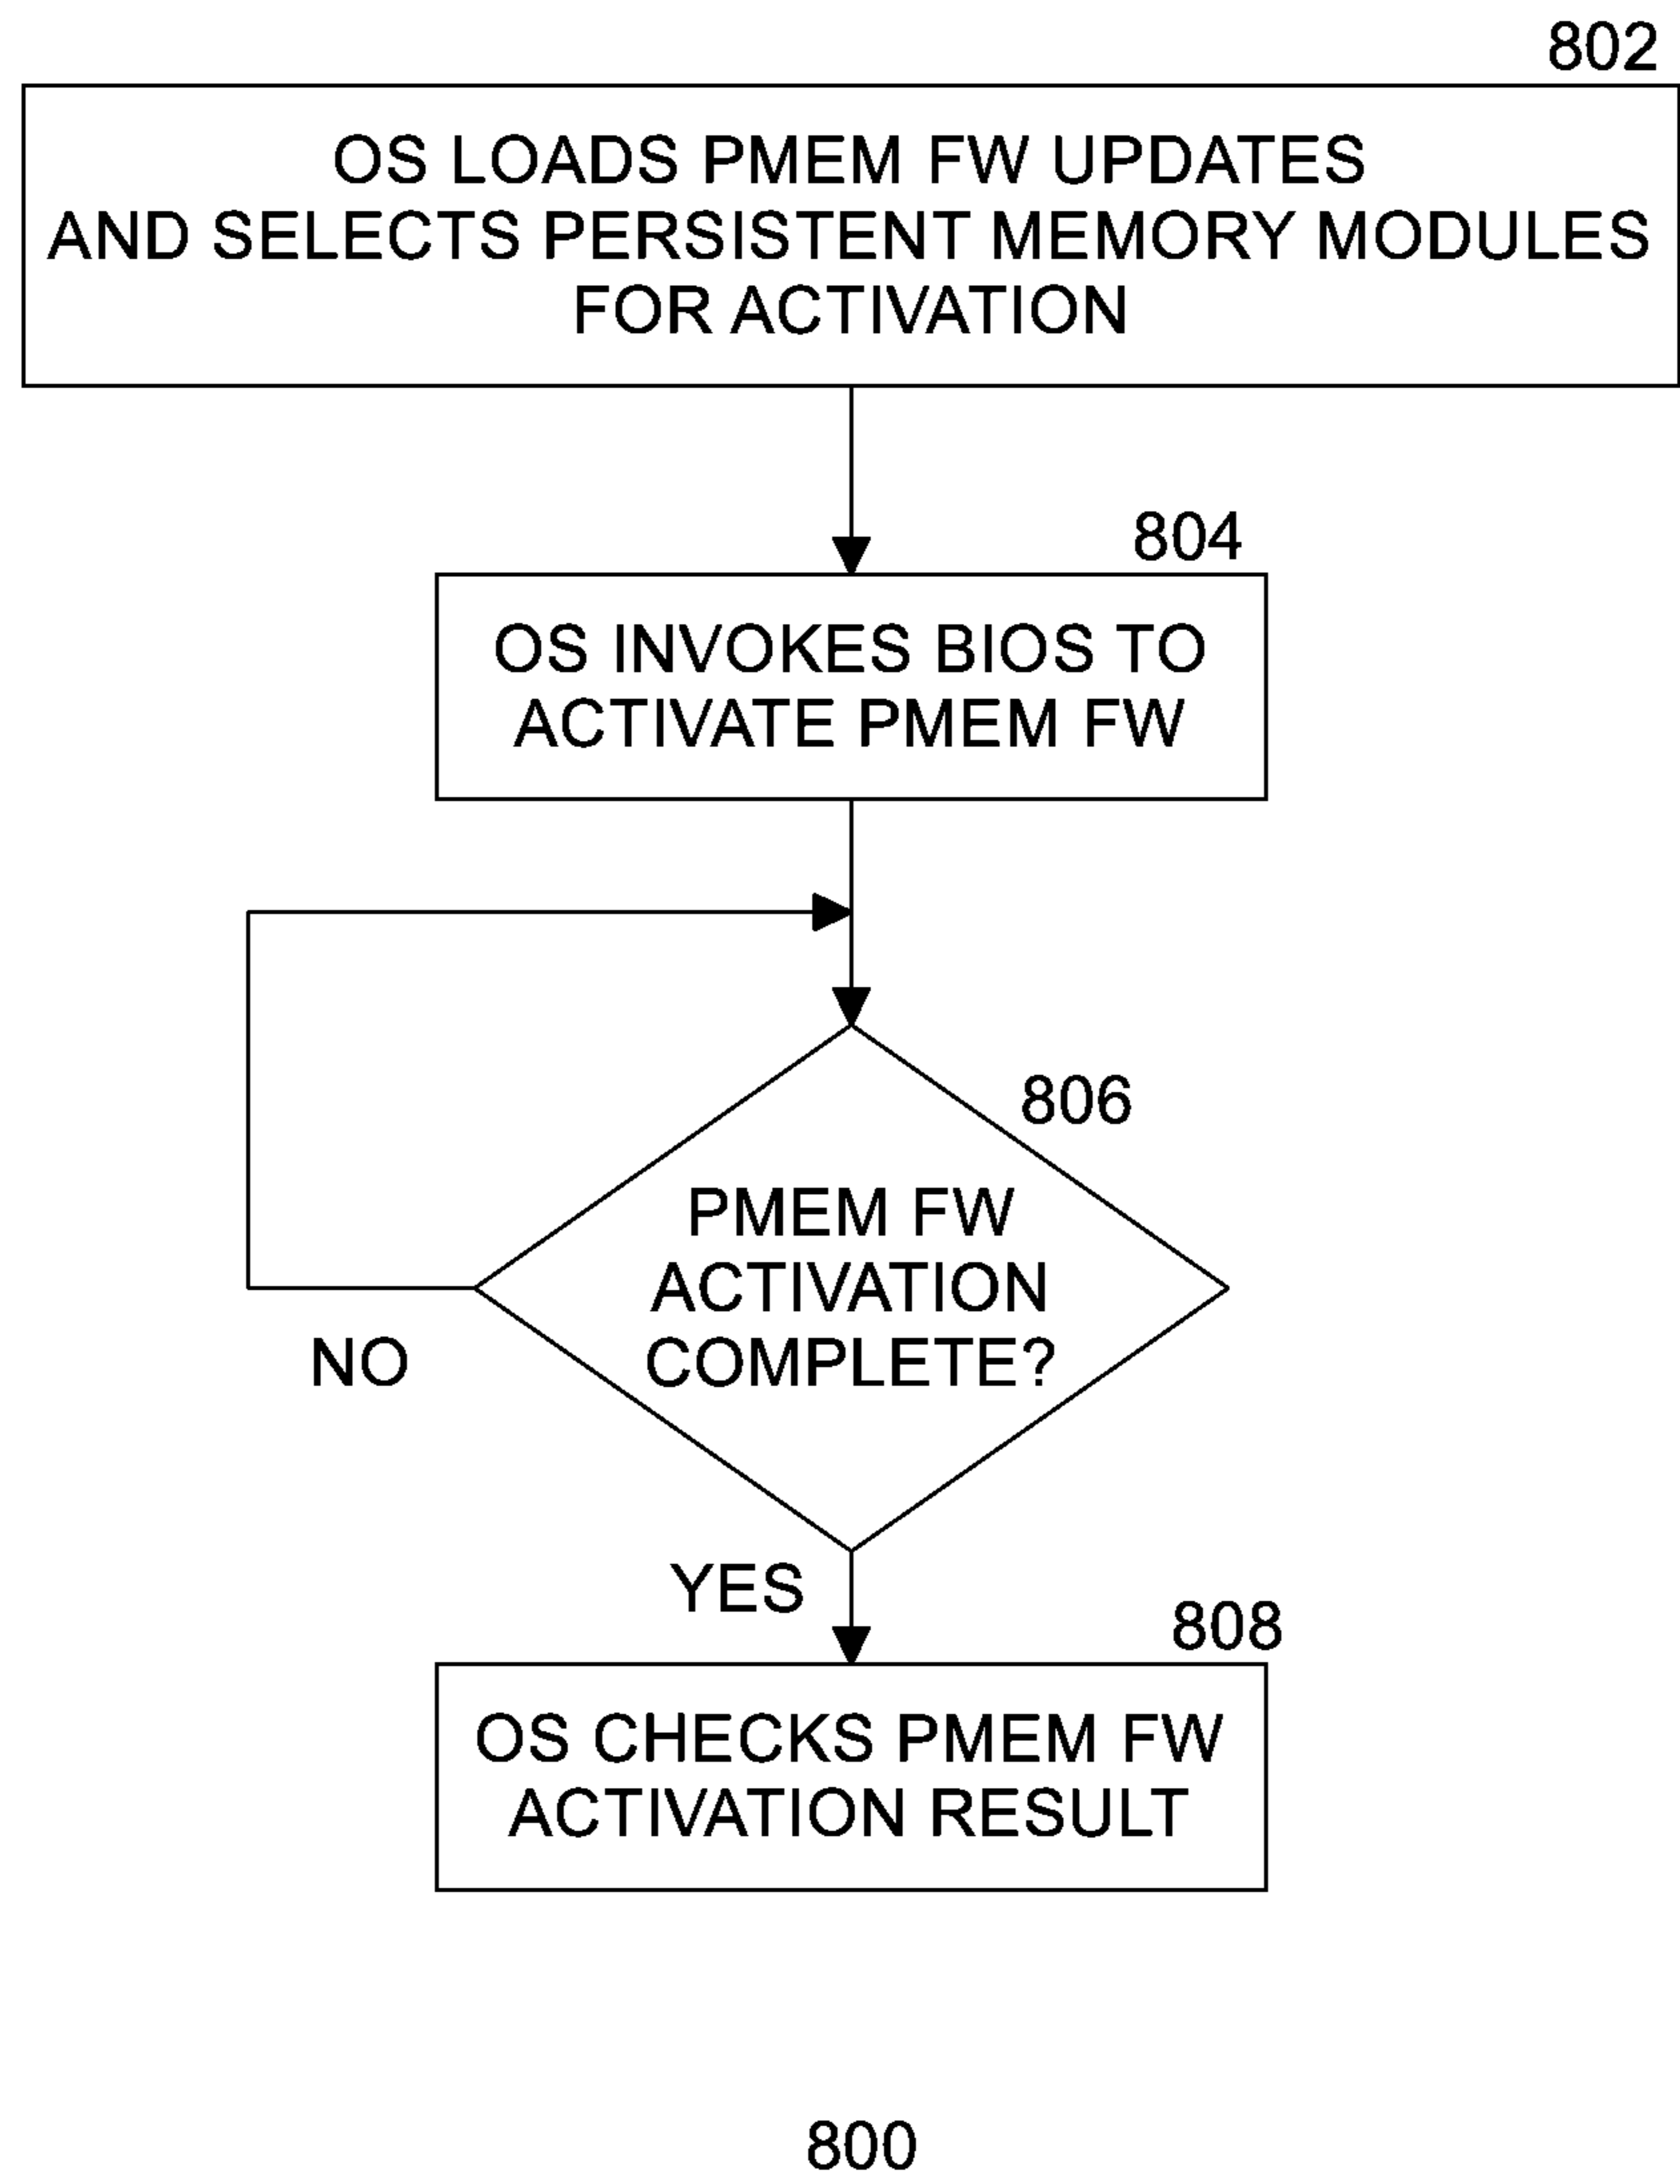 802
OS LOADS PMEM FW UPDATES
AND SELECTS PERSISTENT MEMORY MODULES
FOR ACTIVATION
804
OS INVOKES BIOS TO
ACTIVATE PMEM FW
806
PMEM FW
ACTIVATION
COMPLETE?
NO
YES
808
OS CHECKS PMEM FW
ACTIVATION RESULT
800